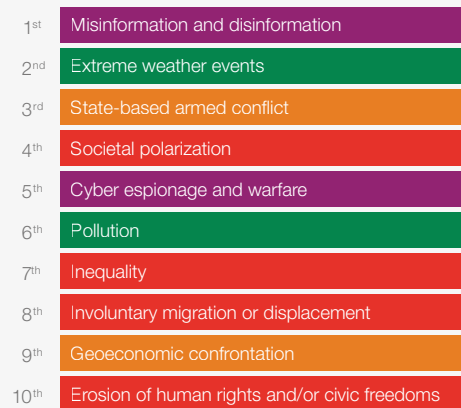 1st Misinformation and disinformation
2nd Extreme weather events
3rd State-based armed conflict
4th Societal polarization
5th Cyber espionage and warfare
6th Pollution
7th Inequality
8th Involuntary migration or displacement
9th Geoeconomic confrontation
10th Erosion of human rights and/or civic freedoms